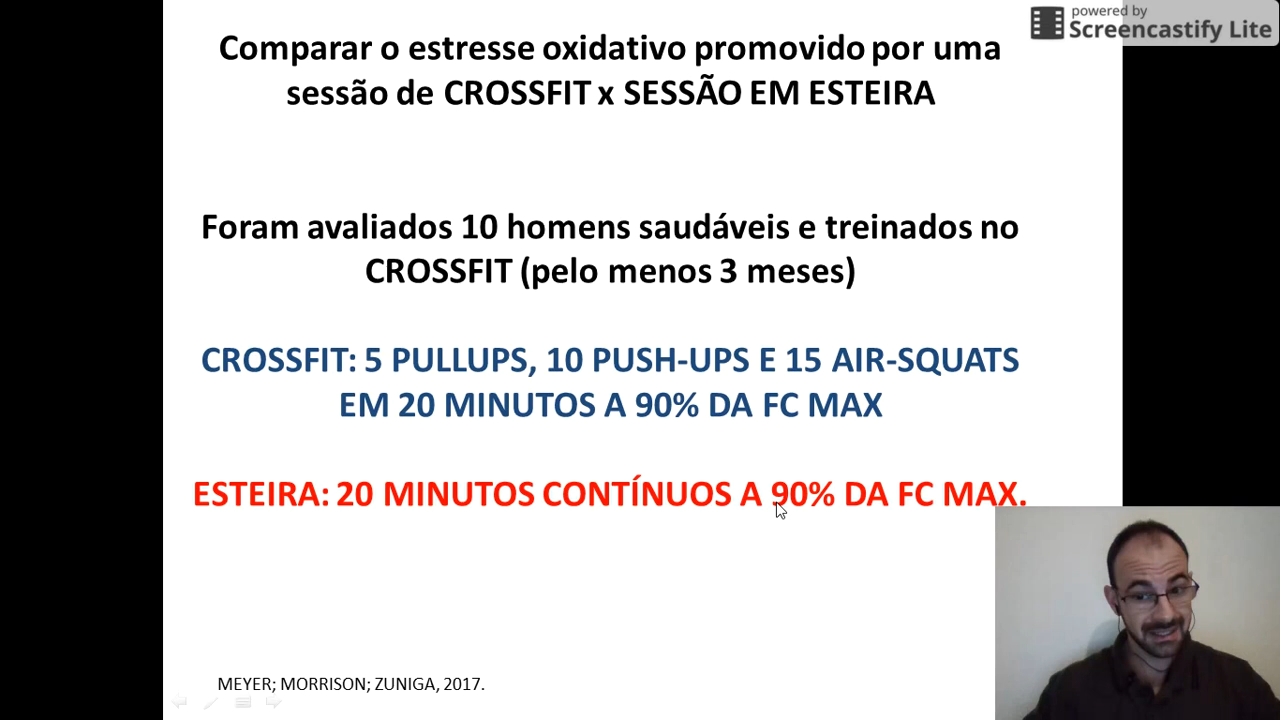 powered by
Screencastify Lite
Comparar o estresse oxidativo promovido por uma
sessão de CROSSFIT x SESSÃO EM ESTEIRA
Foram avaliados 10 homens saudáveis e treinados no
CROSSFIT (pelo menos 3 meses)
CROSSFIT: 5 PULLUPS, 10 PUSH-UPS E 15 AIR-SQUATS
EM 20 MINUTOS A 90% DA FC MAX
ESTEIRA: 20 MINUTOS CONTÍNUOS A 90% DA FC MAX.
MEYER; MORRISON; ZUNIGA, 2017.